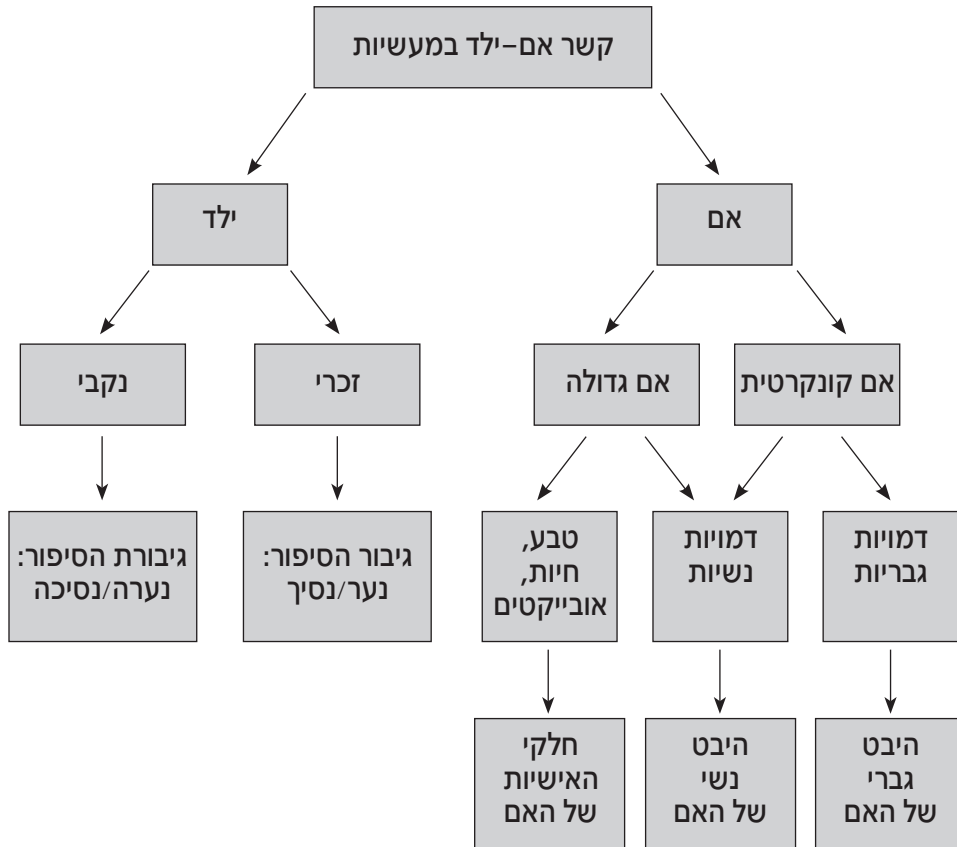 קשר אם–ילד במעשיות
אם
ילד
אם קונקרטית
אם גדולה
זכרי
נקבי
דמויות
גבריות
דמויות
נשיות
טבע,
חיות,
אובייקטים
גיבור הסיפור:
נער/נסיך
גיבורת הסיפור:
נערה/נסיכה
היבט
גברי
של האם
היבט
נשי
של האם
חלקי
האישיות
של האם